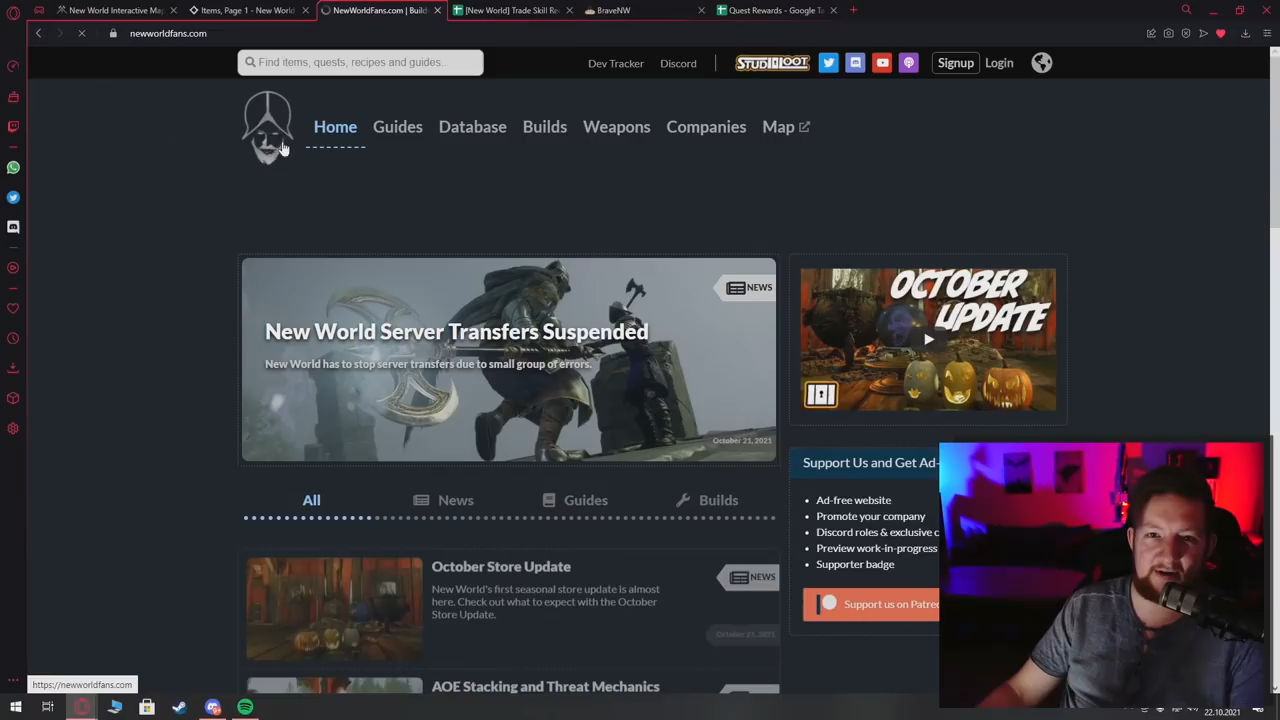 New World Interactive Ma
Items, Page 1 - New World
NewWorldFans.com | Build
[New World] Trade Skill Re
BraveNW
Quest Rewards - Google Ta
newworldfans.com
Find items, quests, recipes and guides...
Dev Tracker
Discord
STUDIOLOOT
Signup
Login
Home
Guides
Database
Builds
Weapons
Companies
Map
NEWS
New World Server Transfers Suspended
New World has to stop server transfers due to small group of errors.
October 21, 2021
OCTOBER
UPDATE
Support Us and Get Ad-
Ad-free website
Promote your company
Discord roles & exclusive c
Preview work-in-progress
Supporter badge
Support us on Patreo
All
News
Guides
Builds
October Store Update
NEWS
New World's first seasonal store update is almost
here. Check out what to expect with the October
Store Update.
October 21, 2021
AOE Stacking and Threat Mechanics
https://newworldfans.com
22.10.2021